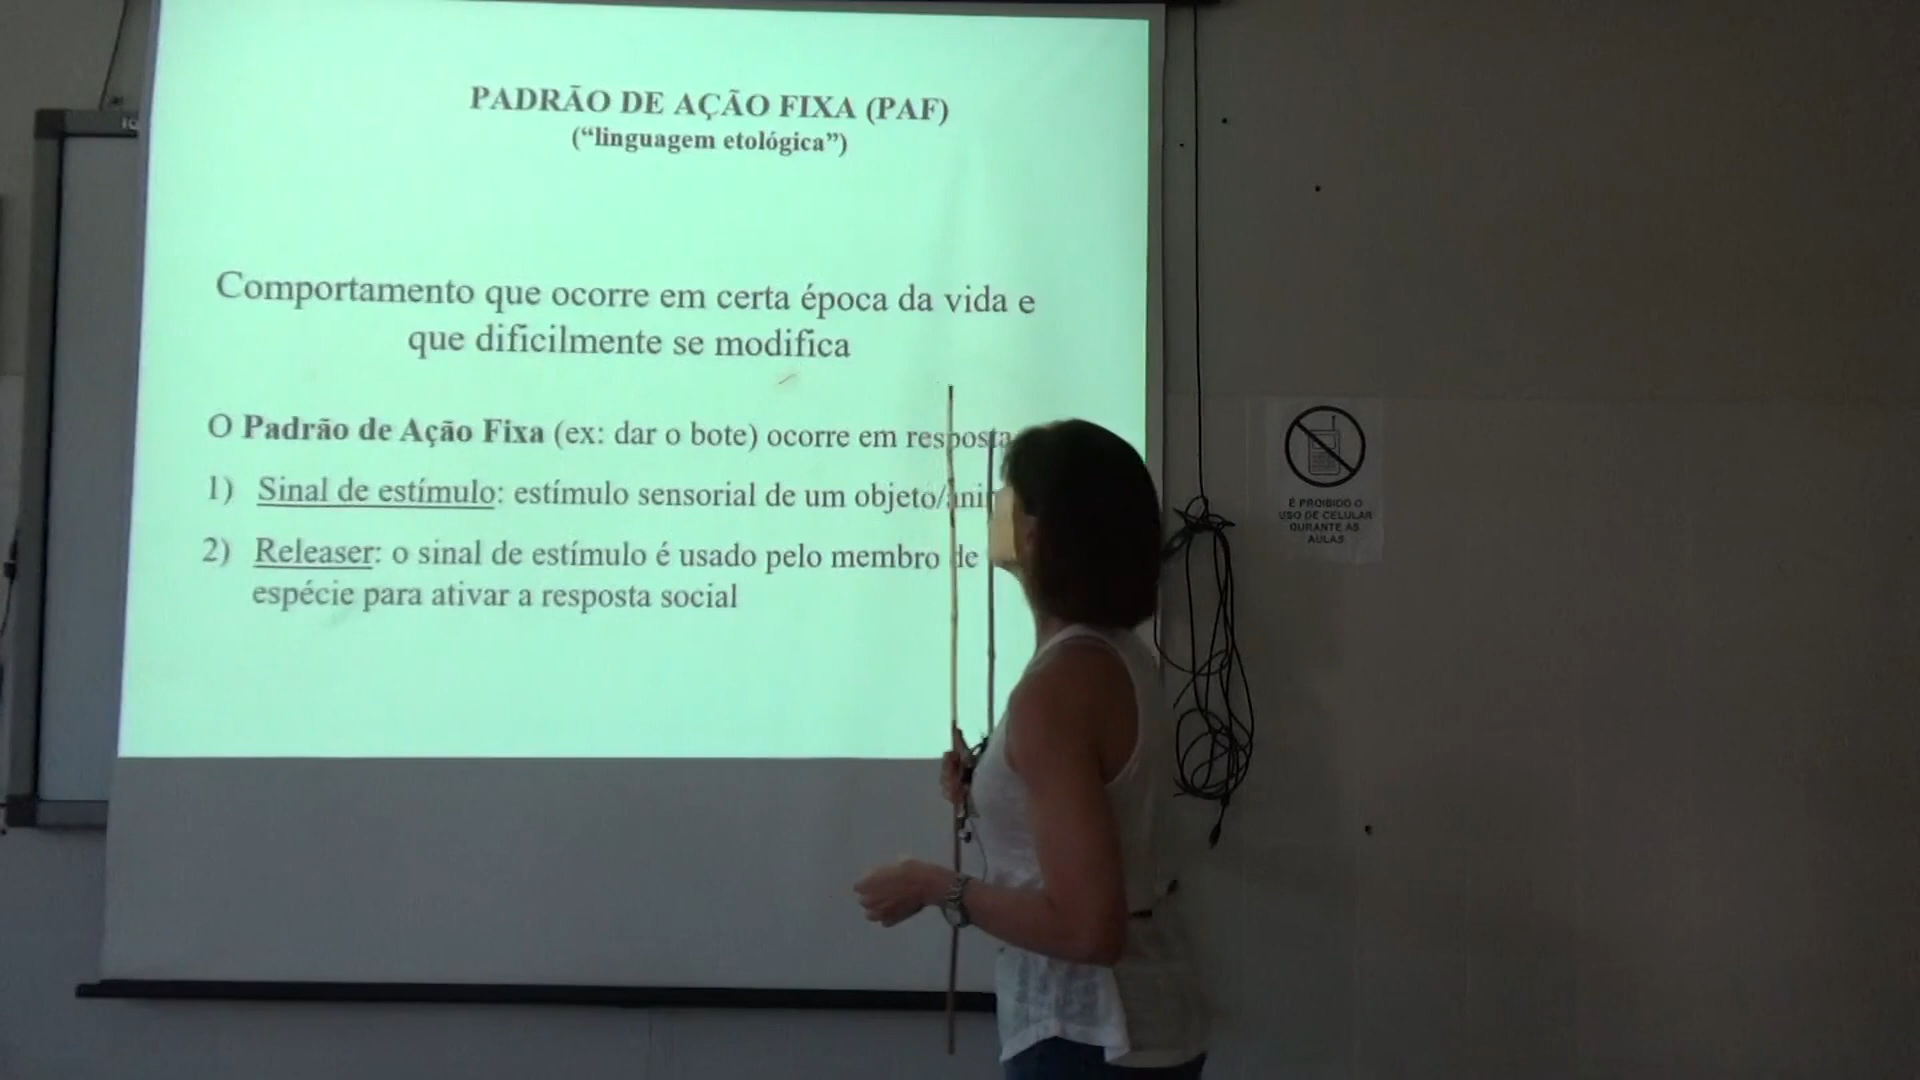 PADRÃO DE AÇÃO FIXA (PAF)
(“linguagem etológica”)
Comportamento que ocorre em certa época da vida e
que dificilmente se modifica
O Padrão de Ação Fixa (ex: dar o bote) ocorre em resposta
1) Sinal de estímulo: estímulo sensorial de um objeto/
2) Releaser: o sinal de estímulo é usado pelo membro de
espécie para ativar a resposta social
É PROIBIDO O
USO DE CELULAR
DURANTE AS
AULAS